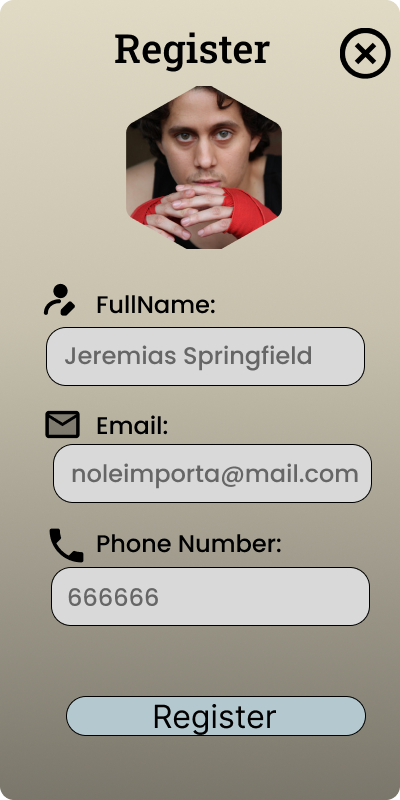 Register
FullName:
Jeremias Springfield
Email:
noleimporta@mail.com
Phone Number:
666666
Register